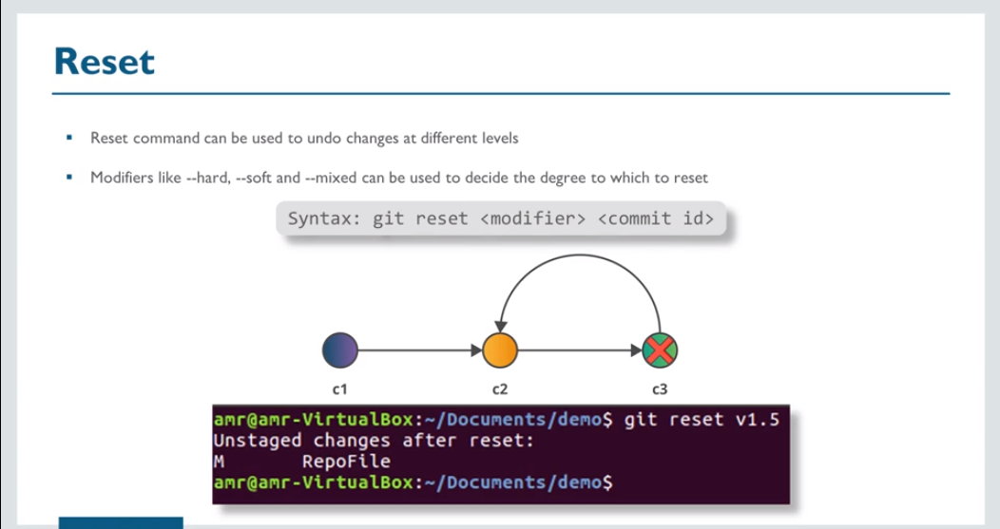 Reset
▪ Reset command can be used to undo changes at different levels
▪ Modifiers like --hard, --soft and --mixed can be used to decide the degree to which to reset
Syntax: git reset <modifier> <commit id>
c1 c2 c3
amr@amr-VirtualBox:~/Documents/demo$ git reset v1.5
Unstaged changes after reset:
M RepoFile
amr@amr-VirtualBox:~/Documents/demo$